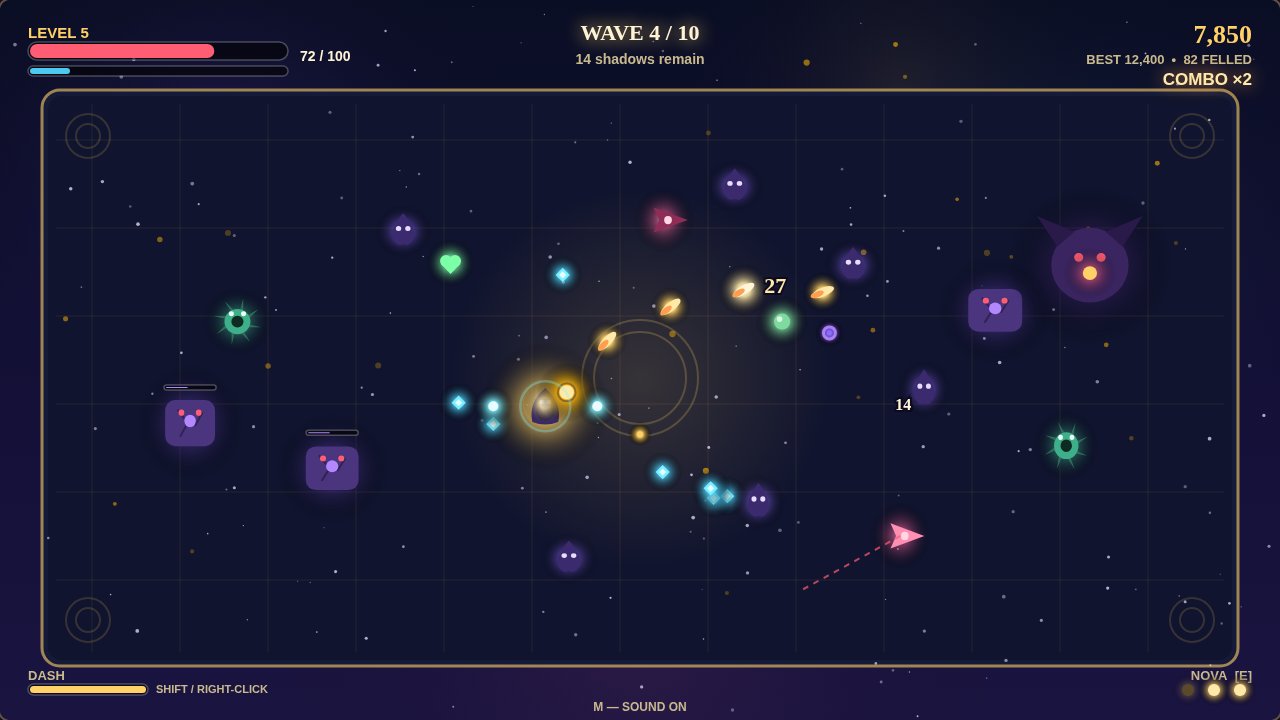 LEVEL 5
72 / 100
WAVE 4 / 10
14 shadows remain
7,850
BEST 12,400 • 82 FELLED
COMBO ×2
27
14
DASH
SHIFT / RIGHT-CLICK
M — SOUND ON
NOVA [E]